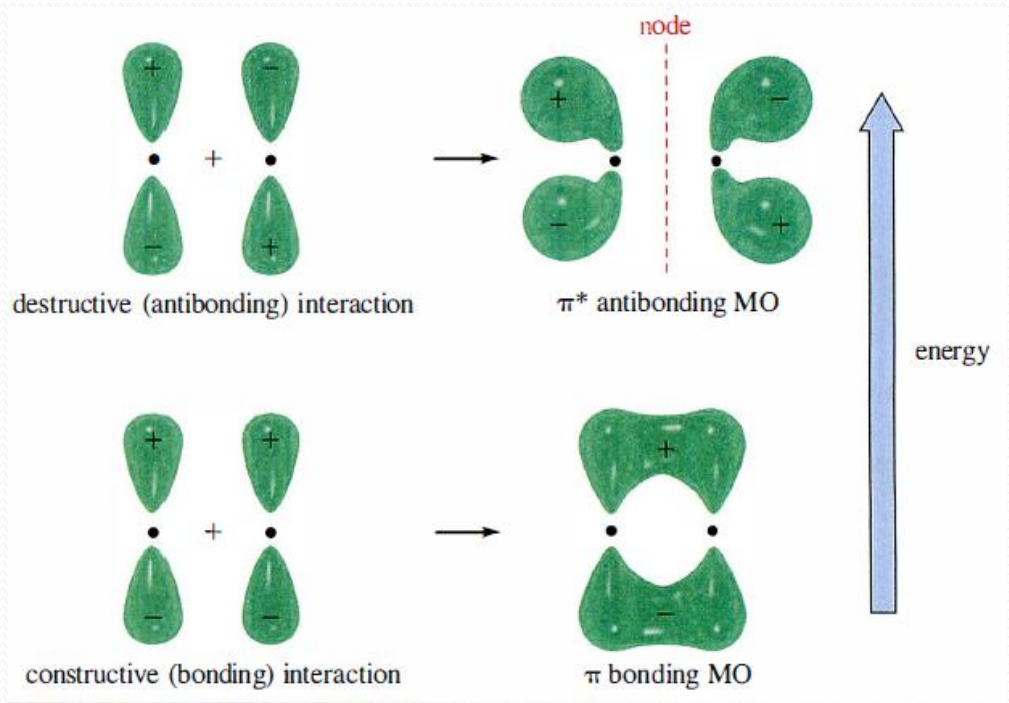 node
+ − + −
+
− + − +
destructive (antibonding) interaction
π* antibonding MO
energy
+ + +
+
− − −
constructive (bonding) interaction
π bonding MO